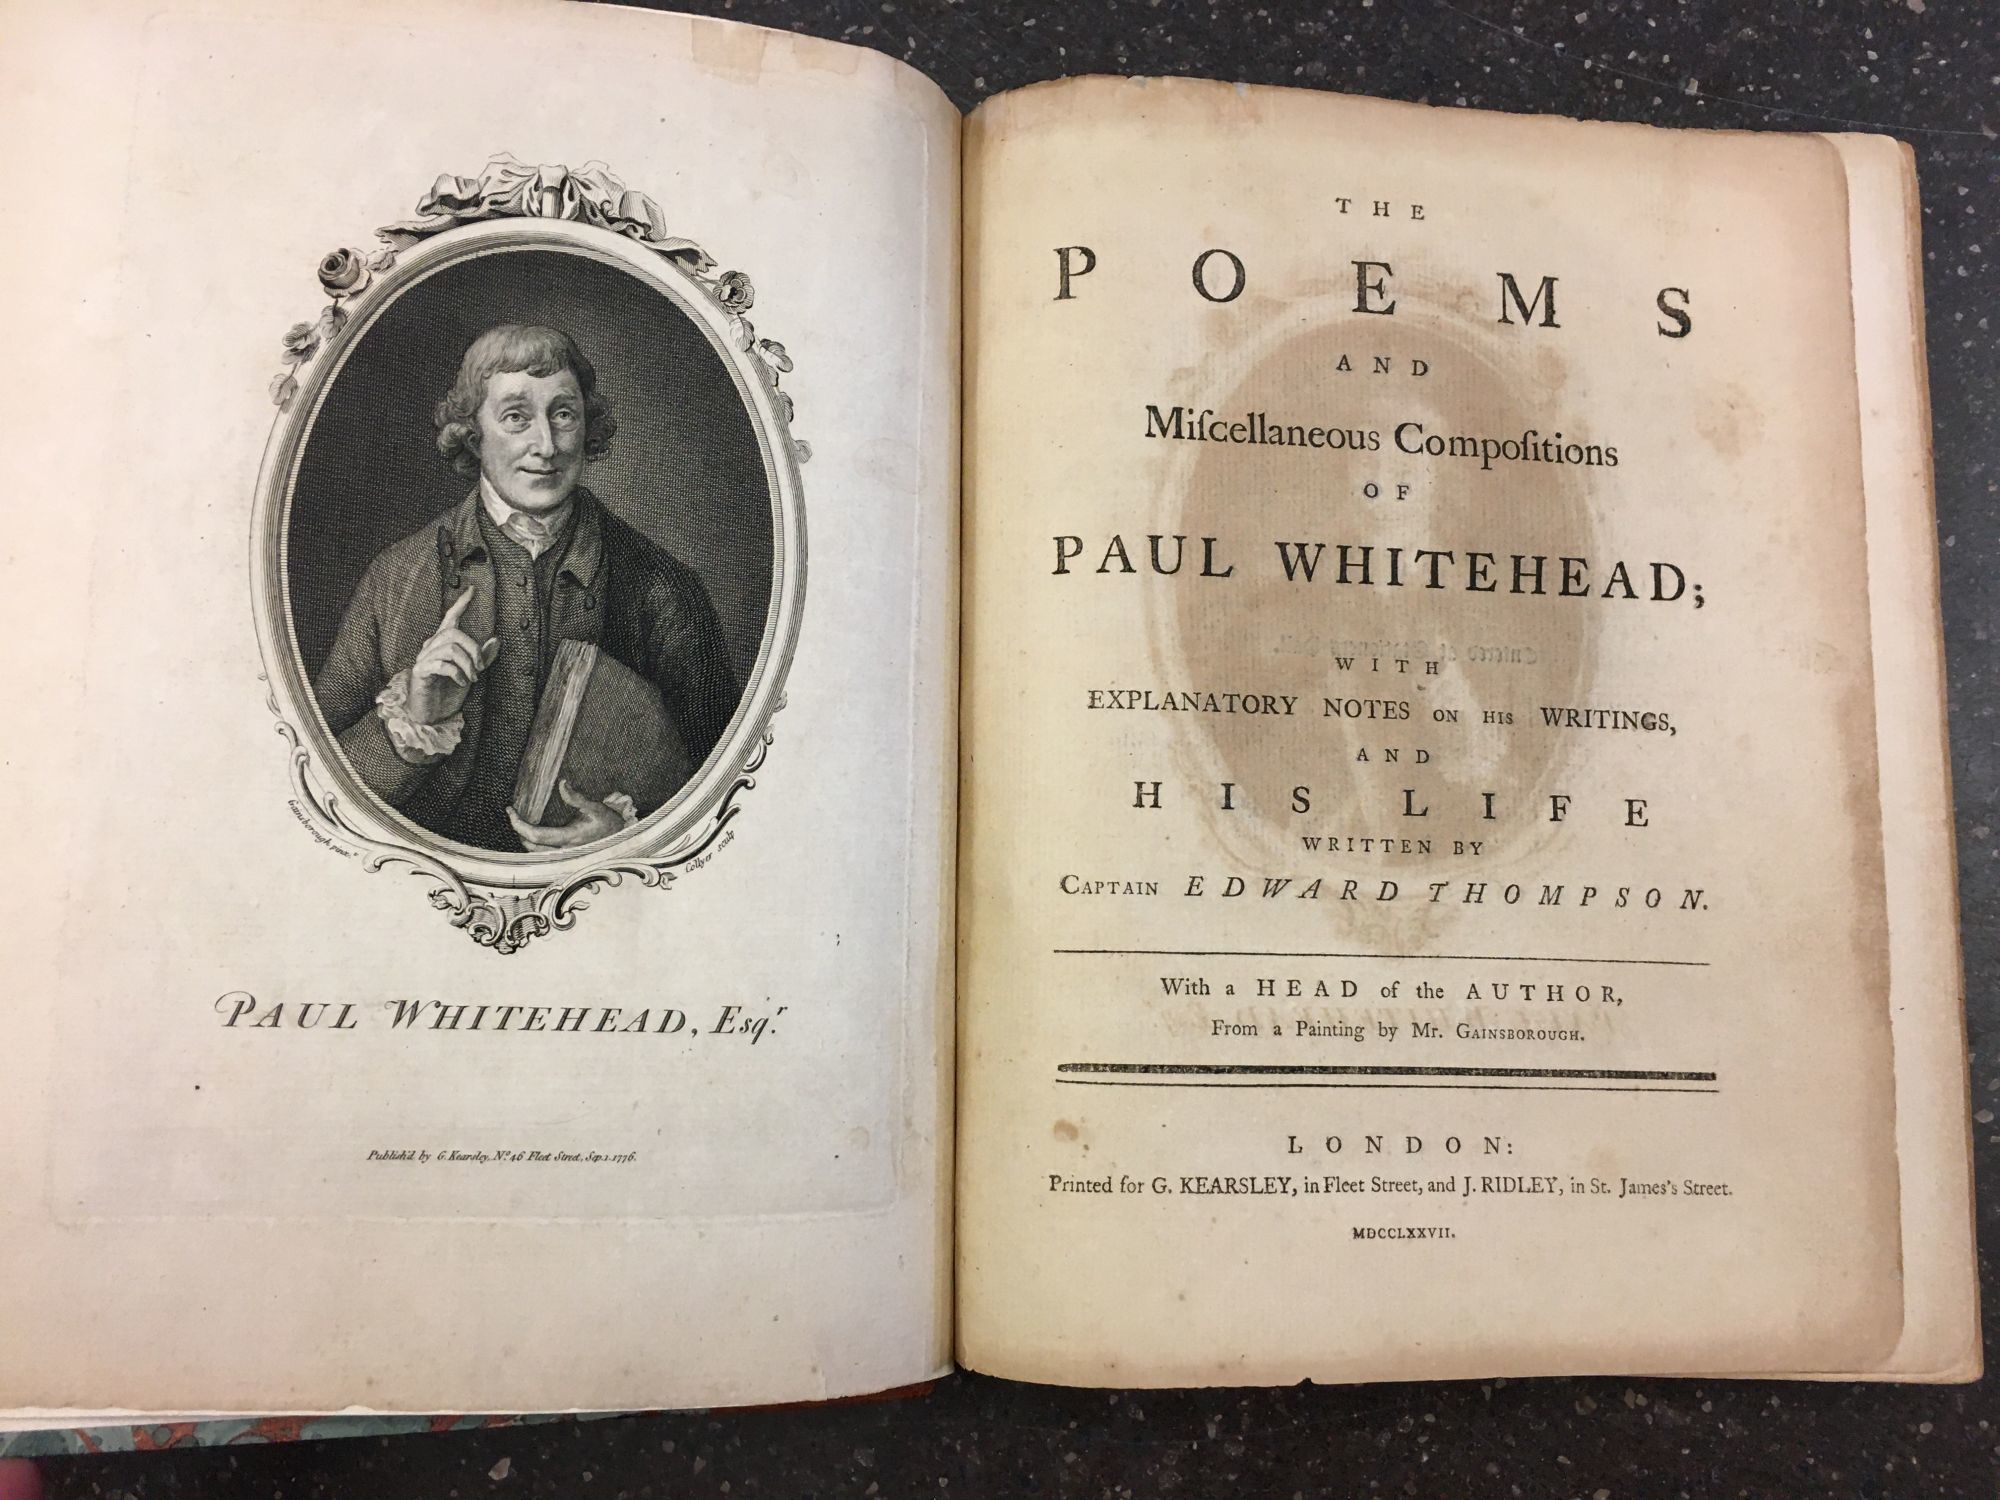 Gainsborough pinx.ᵗ
Collyer sculp
PAUL WHITEHEAD, Esqʳ.
Publish'd by G. Kearsley, Nº. 46 Fleet Street, Sep. 1. 1776.
THE
POEMS
AND
Miſcellaneous Compoſitions
OF
PAUL WHITEHEAD;
WITH
EXPLANATORY NOTES ON HIS WRITINGS,
AND
HIS LIFE
WRITTEN BY
CAPTAIN EDWARD THOMPSON.
With a HEAD of the AUTHOR,
From a Painting by Mr. GAINSBOROUGH.
LONDON:
Printed for G. KEARSLEY, in Fleet Street, and J. RIDLEY, in St. James's Street.
MDCCLXXVII.